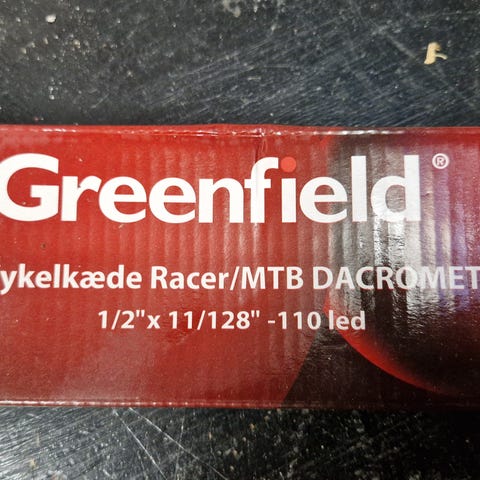 Greenfield®
ykelkæde Racer/MTB DACROMET
1/2"x 11/128" -110 led